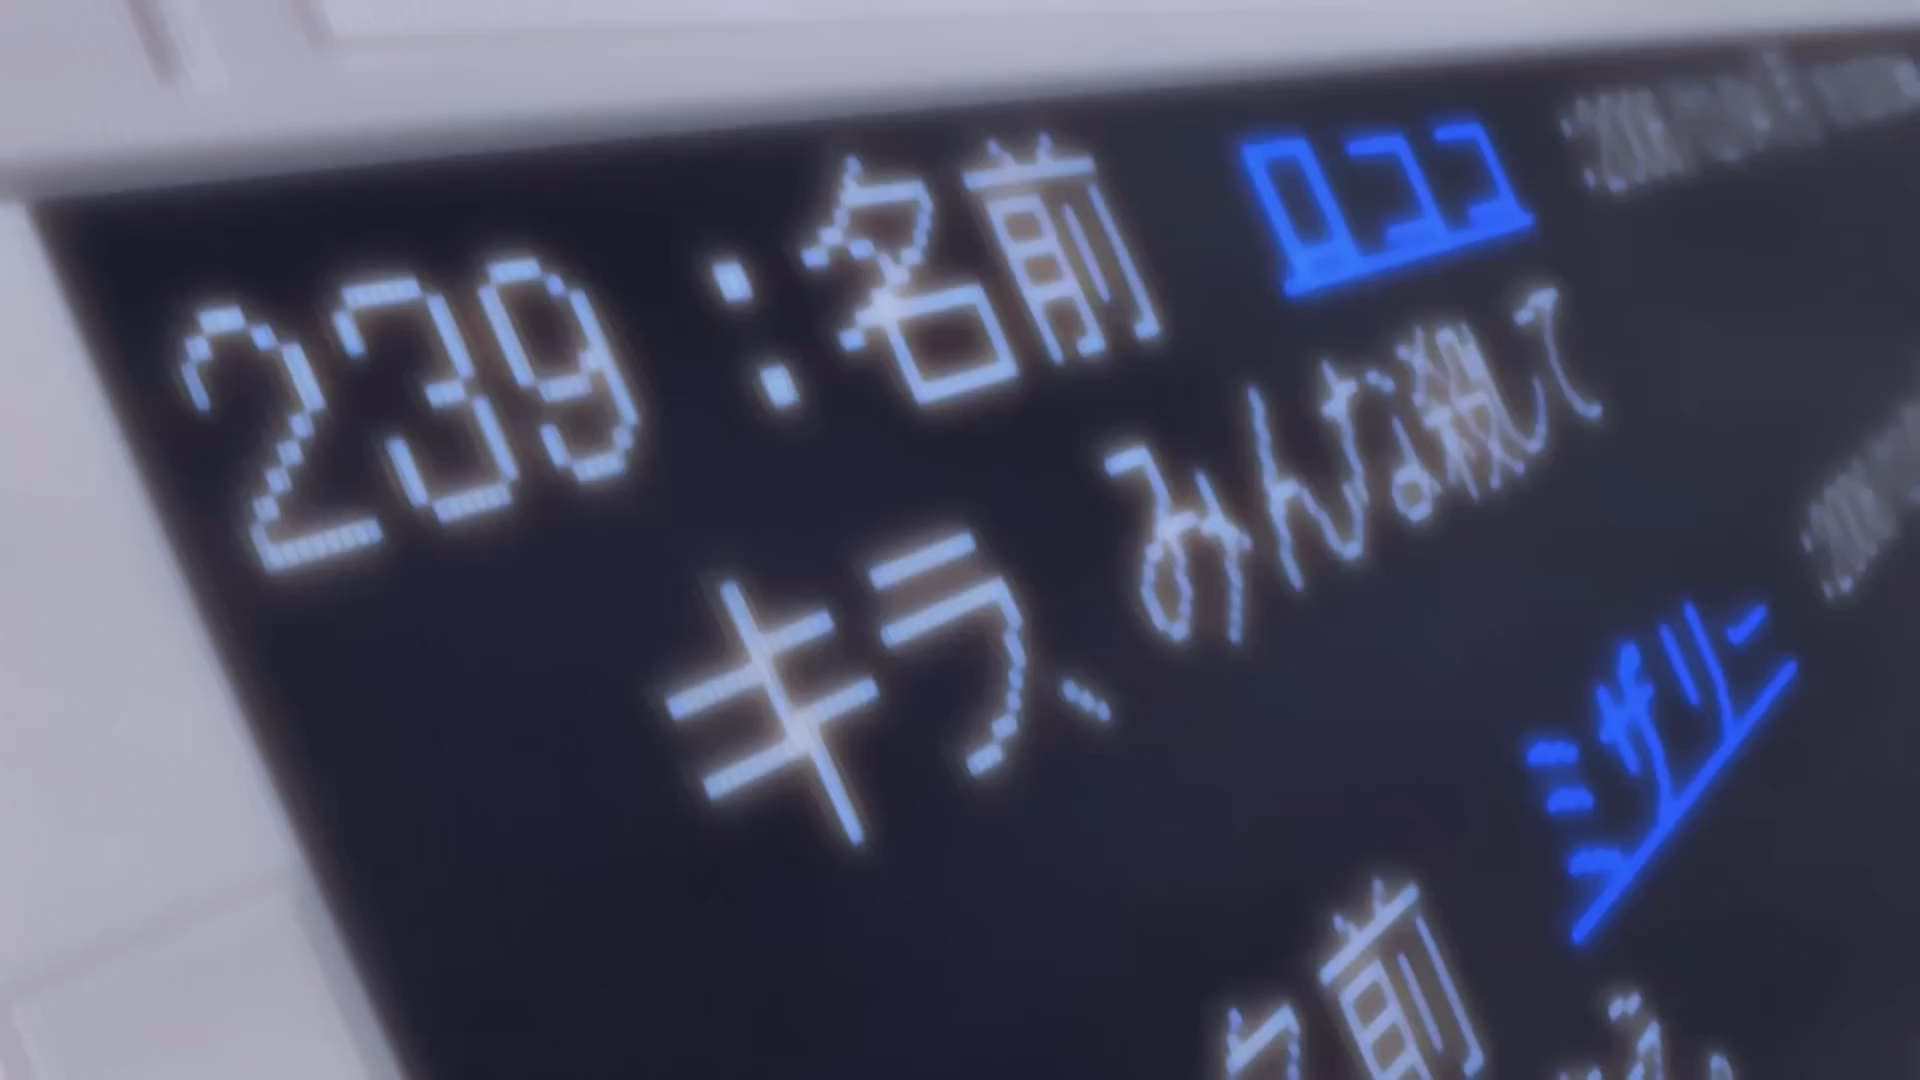 239 :名前 ロココ
キラ、みんな殺して
ミザリー
名前